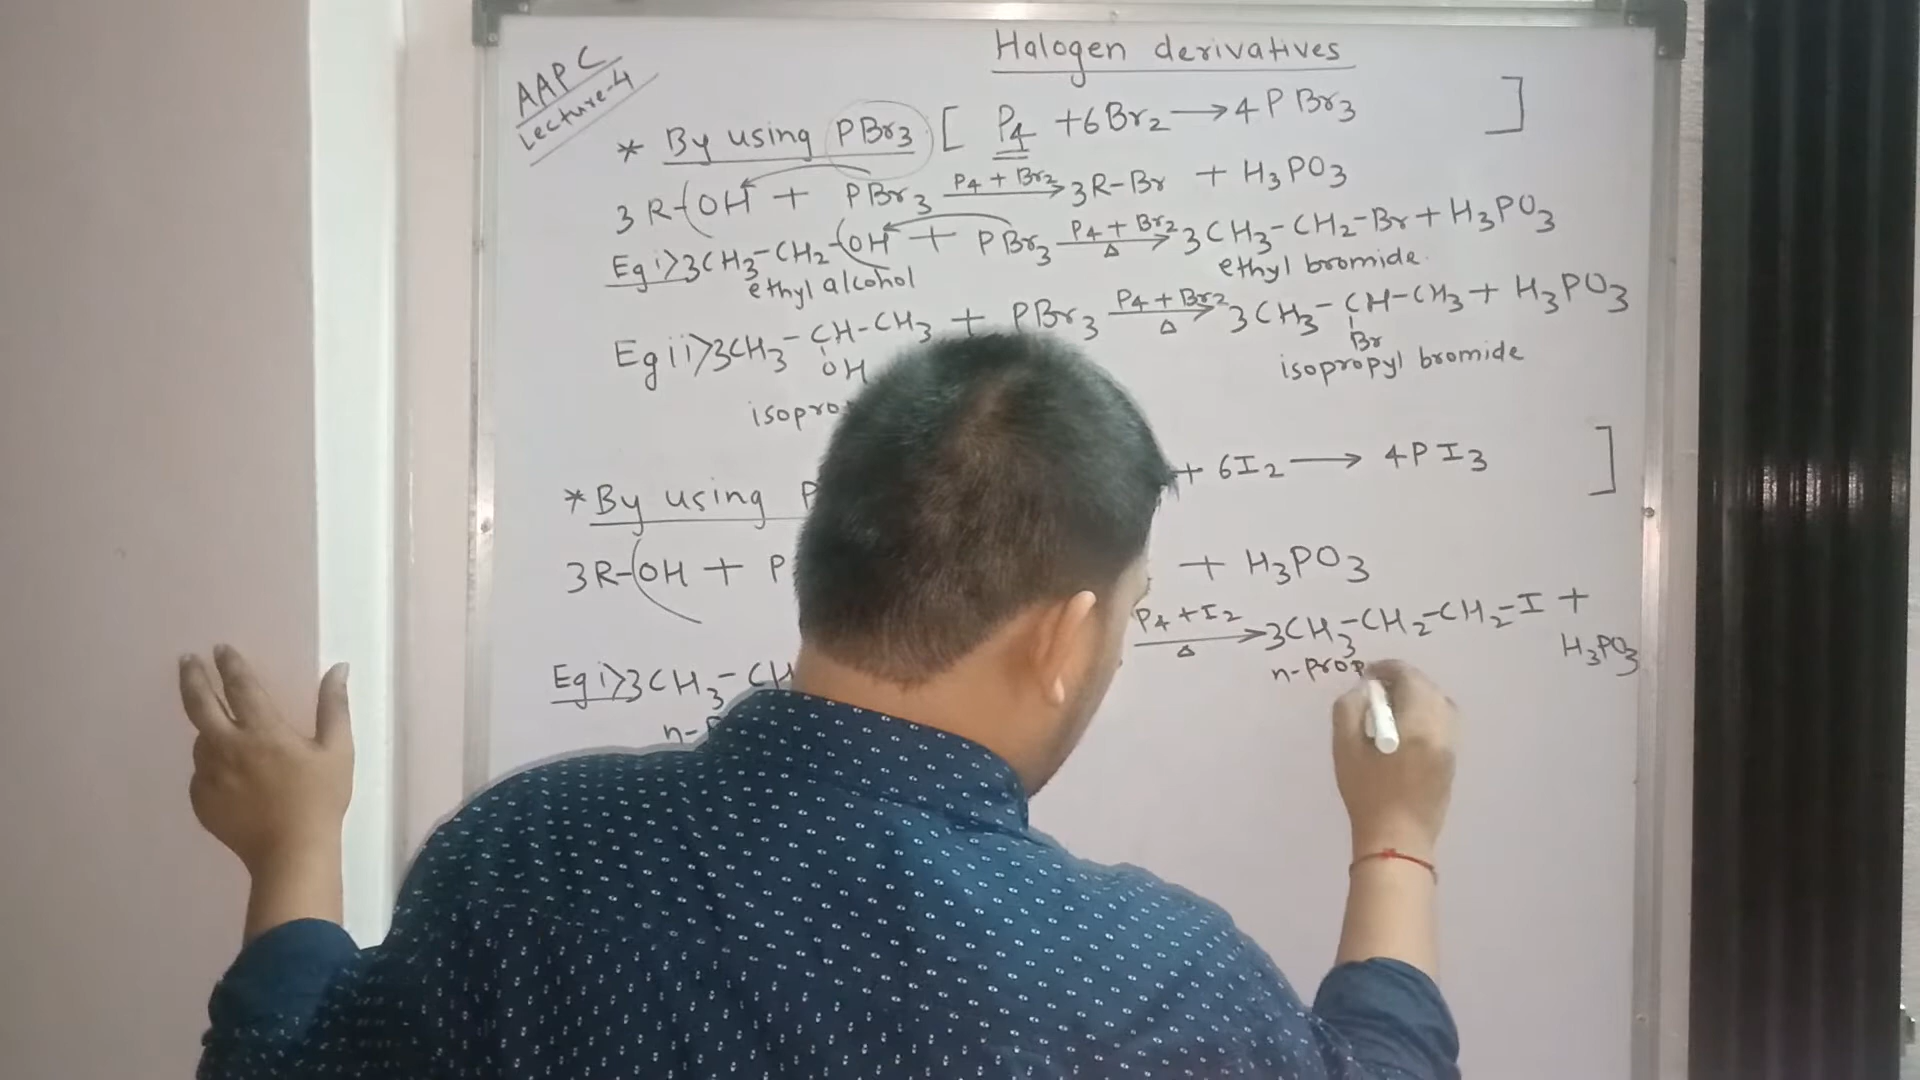 Halogen derivatives
AAPC
Lecture-4
* By using PBr3 [ P4 + 6Br2 ⟶ 4PBr3 ]
3R-OH + PBr3 P4 + Br2 ⟶ 3R-Br + H3PO3
Eg i> 3CH3-CH2-OH + PBr3 P4 + Br2 ⟶ Δ 3CH3-CH2-Br + H3PO3
ethyl alcohol ethyl bromide
Eg ii> 3CH3-CH-CH3 + PBr3 P4 + Br2 ⟶ Δ 3CH3-CH-CH3 + H3PO3
OH Br
isopropyl bromide
* By using + 6I2 ⟶ 4PI3 ]
3R-OH + P + H3PO3
Eg i> 3CH3-CH P4 + I2 ⟶ Δ 3CH3-CH2-CH2-I +
H3PO3
n- n-prop